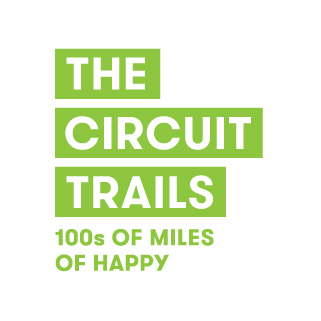 THE
CIRCUIT
TRAILS
100s OF MILES
OF HAPPY